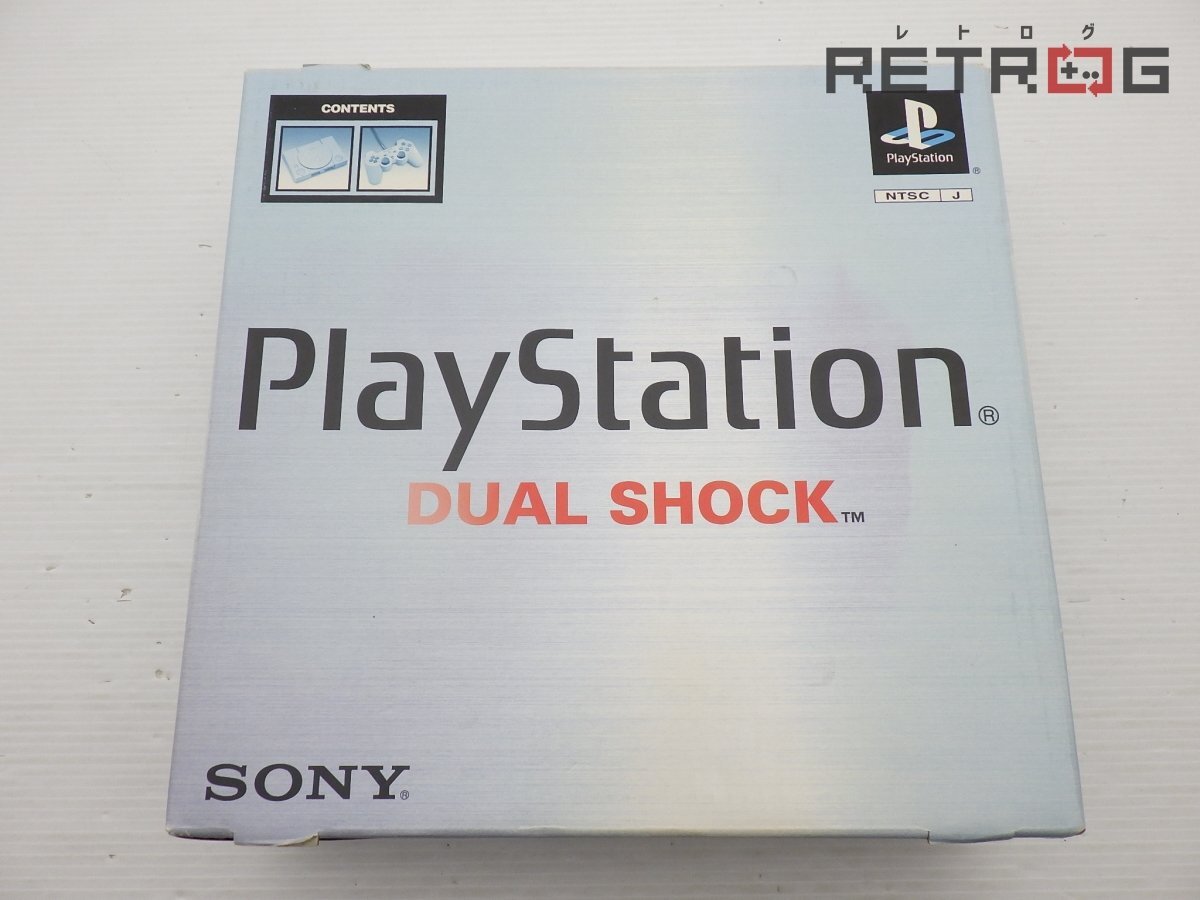 レトログ
RETROG
CONTENTS
PlayStation
®
NTSC J
PlayStation®
DUAL SHOCK™
SONY®